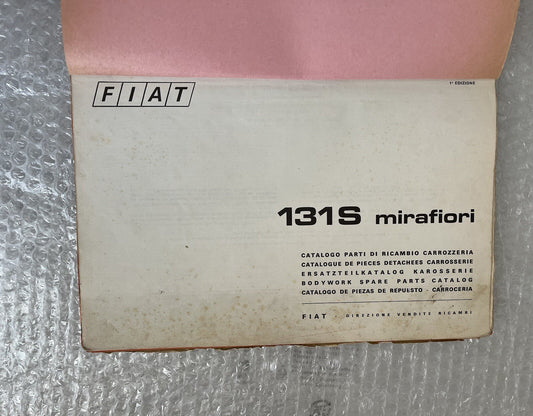 FIAT
1ª EDIZIONE
131S mirafiori
CATALOGO PARTI DI RICAMBIO CARROZZERIA
CATALOGUE DE PIECES DETACHEES CARROSSERIE
ERSATZTEILKATALOG KAROSSERIE
BODYWORK SPARE PARTS CATALOG
CATALOGO DE PIEZAS DE REPUESTO - CARROCERIA
FIAT - DIREZIONE VENDITE RICAMBI